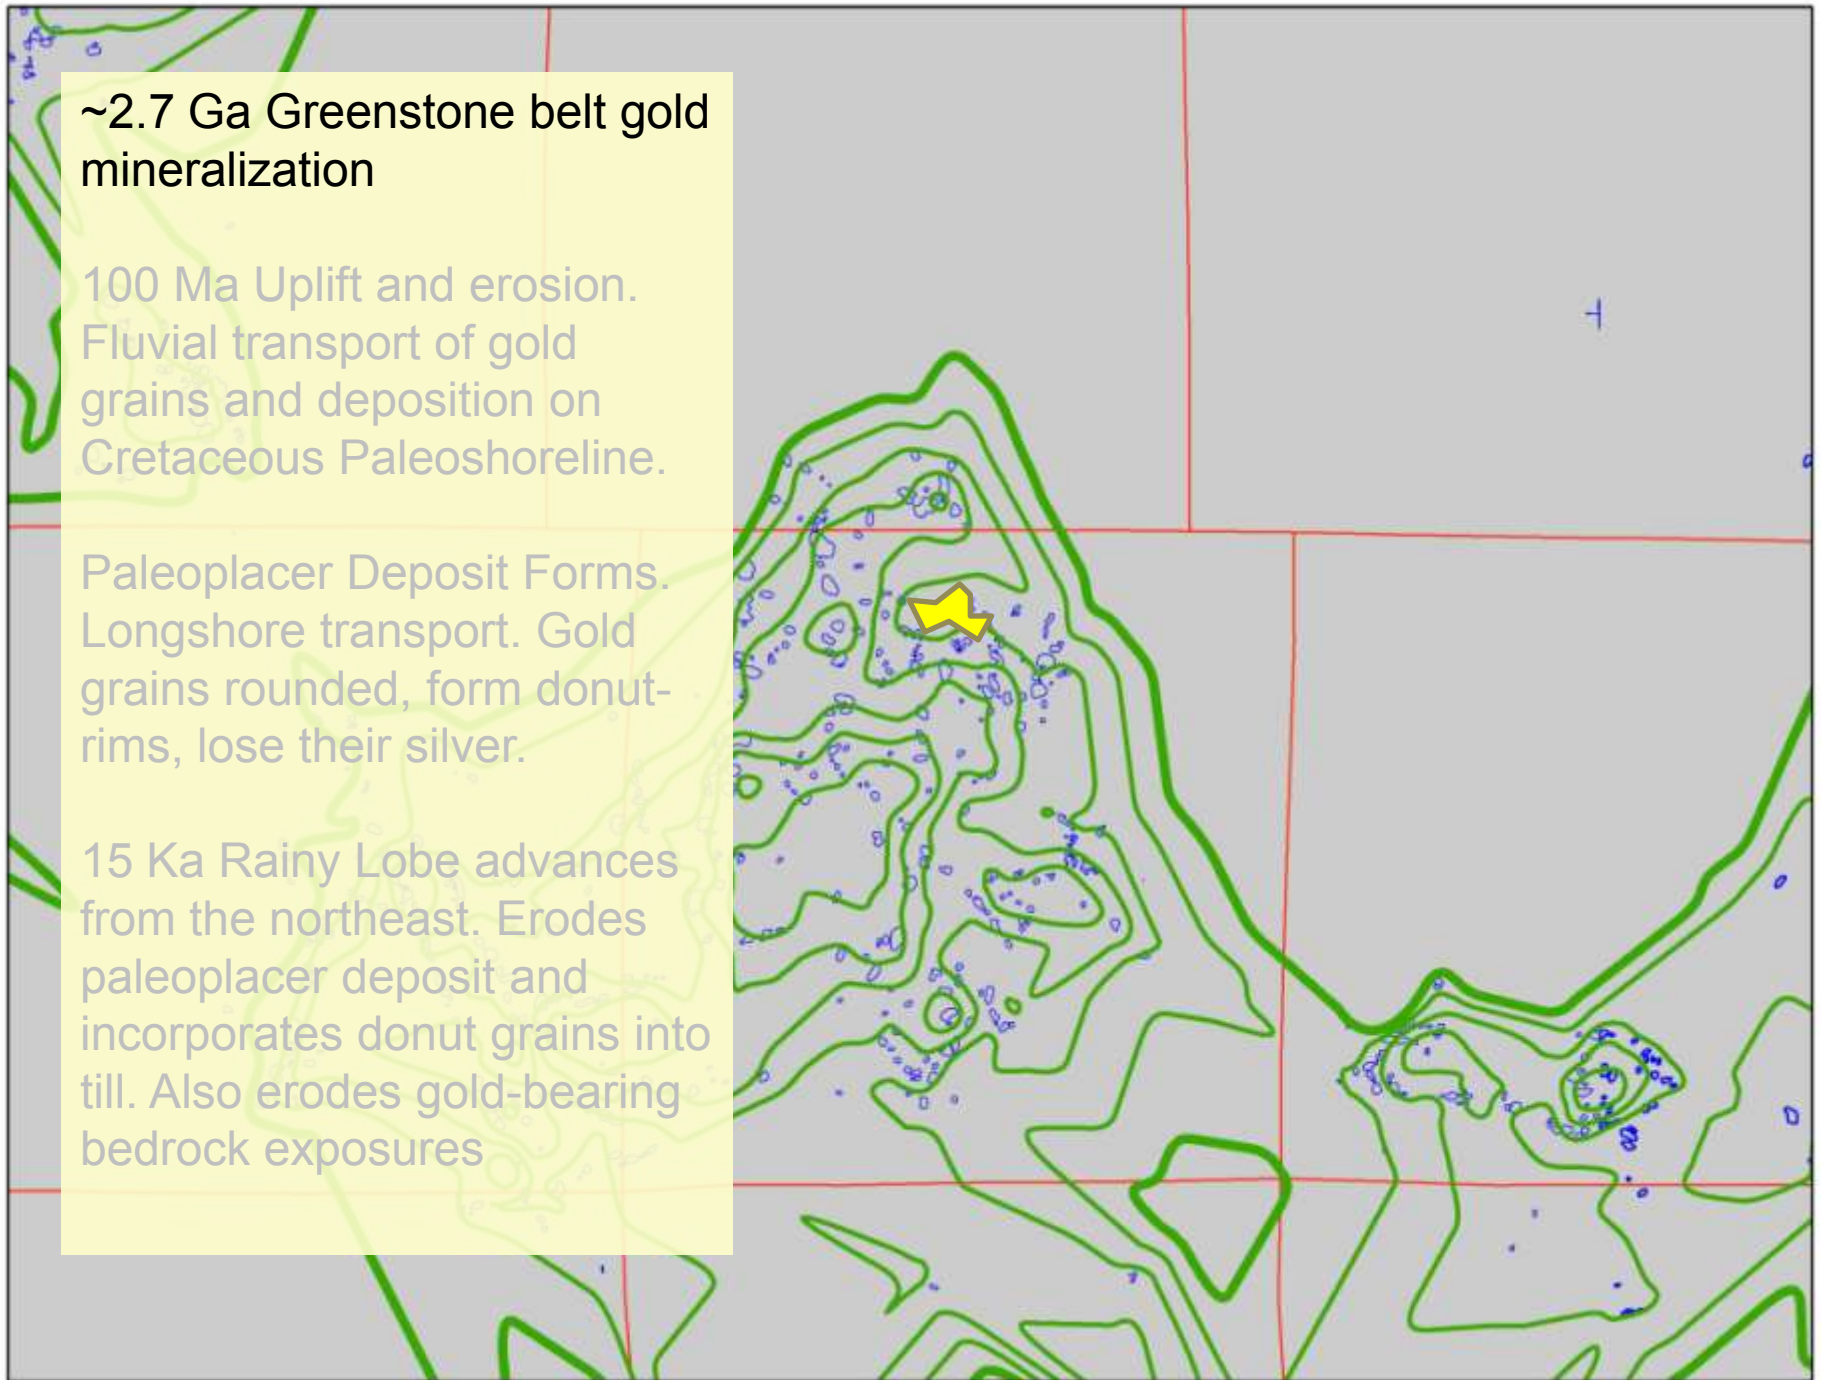 ~2.7 Ga Greenstone belt gold
mineralization
100 Ma Uplift and erosion.
Fluvial transport of gold
grains and deposition on
Cretaceous Paleoshoreline.
Paleoplacer Deposit Forms.
Longshore transport. Gold
grains rounded, form donut-
rims, lose their silver.
15 Ka Rainy Lobe advances
from the northeast. Erodes
paleoplacer deposit and
incorporates donut grains into
till. Also erodes gold-bearing
bedrock exposures